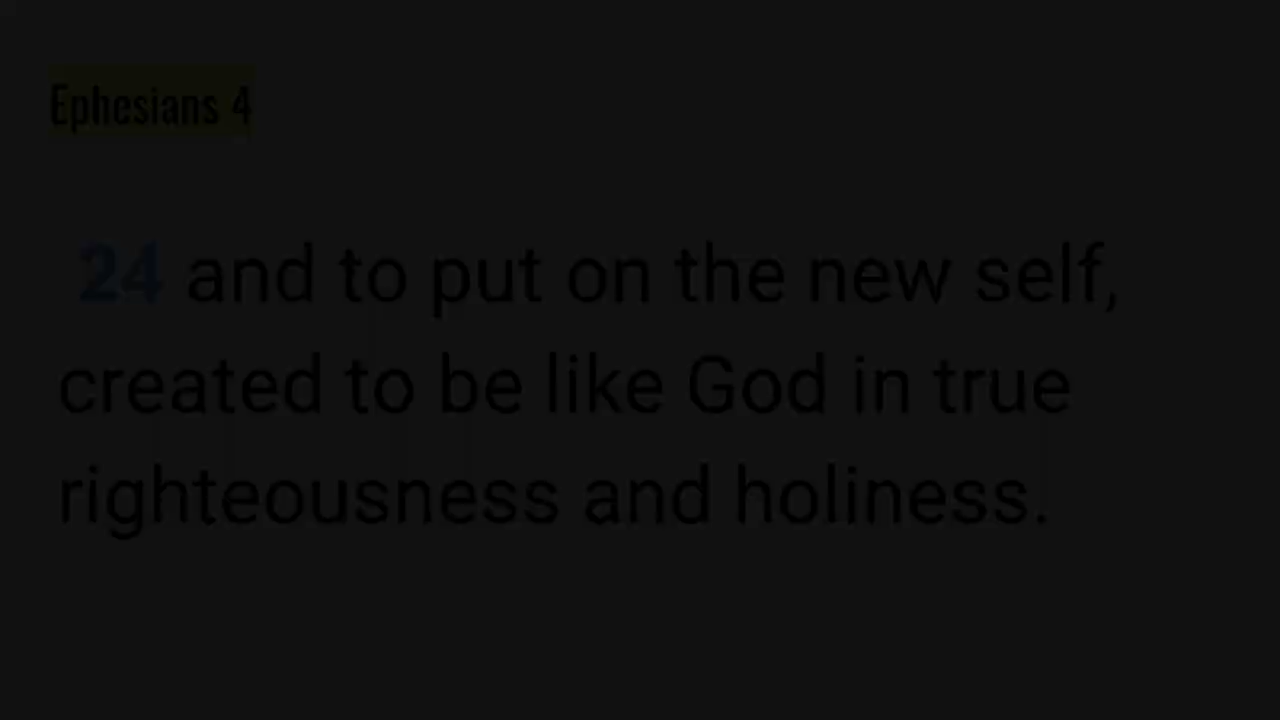 Ephesians 4
24 and to put on the new self,
created to be like God in true
righteousness and holiness.